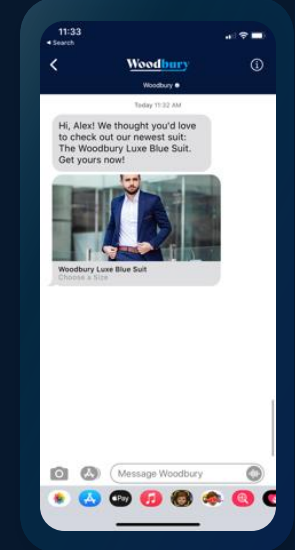 11:33
◂ Search
Woodbury
Woodbury
Today 11:32 AM
Hi, Alex! We thought you'd love
to check out our newest suit:
The Woodbury Luxe Blue Suit.
Get yours now!
Woodbury Luxe Blue Suit
Choose a Size
Message Woodbury
Pay